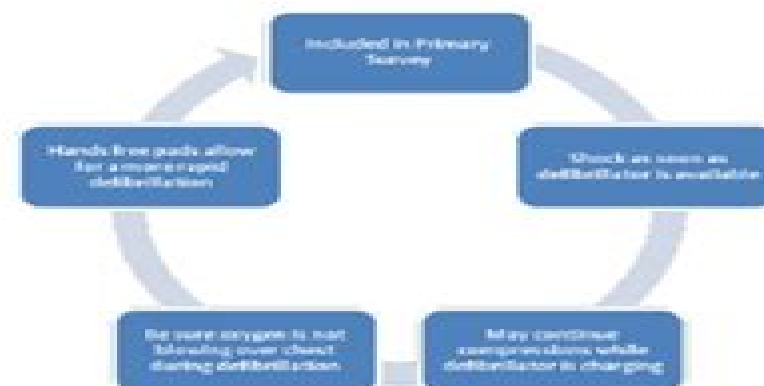 Included in Primary
Survey
Shock as soon as
defibrillator is available
May continue
compressions while
defibrillator is charging
Be sure oxygen is not
blowing over chest
during defibrillation
Hands free pads allow
for a more rapid
defibrillation